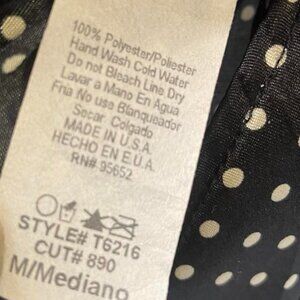 100% Polyester/Poliester
Hand Wash Cold Water
Do not Bleach Line Dry
Lavar a Mano En Agua
Fria No use Blanqueador
Secar Colgado
MADE IN U.S.A.
HECHO EN E.U.A.
RN# 95652
STYLE# T6216
CUT# 890
M/Mediano